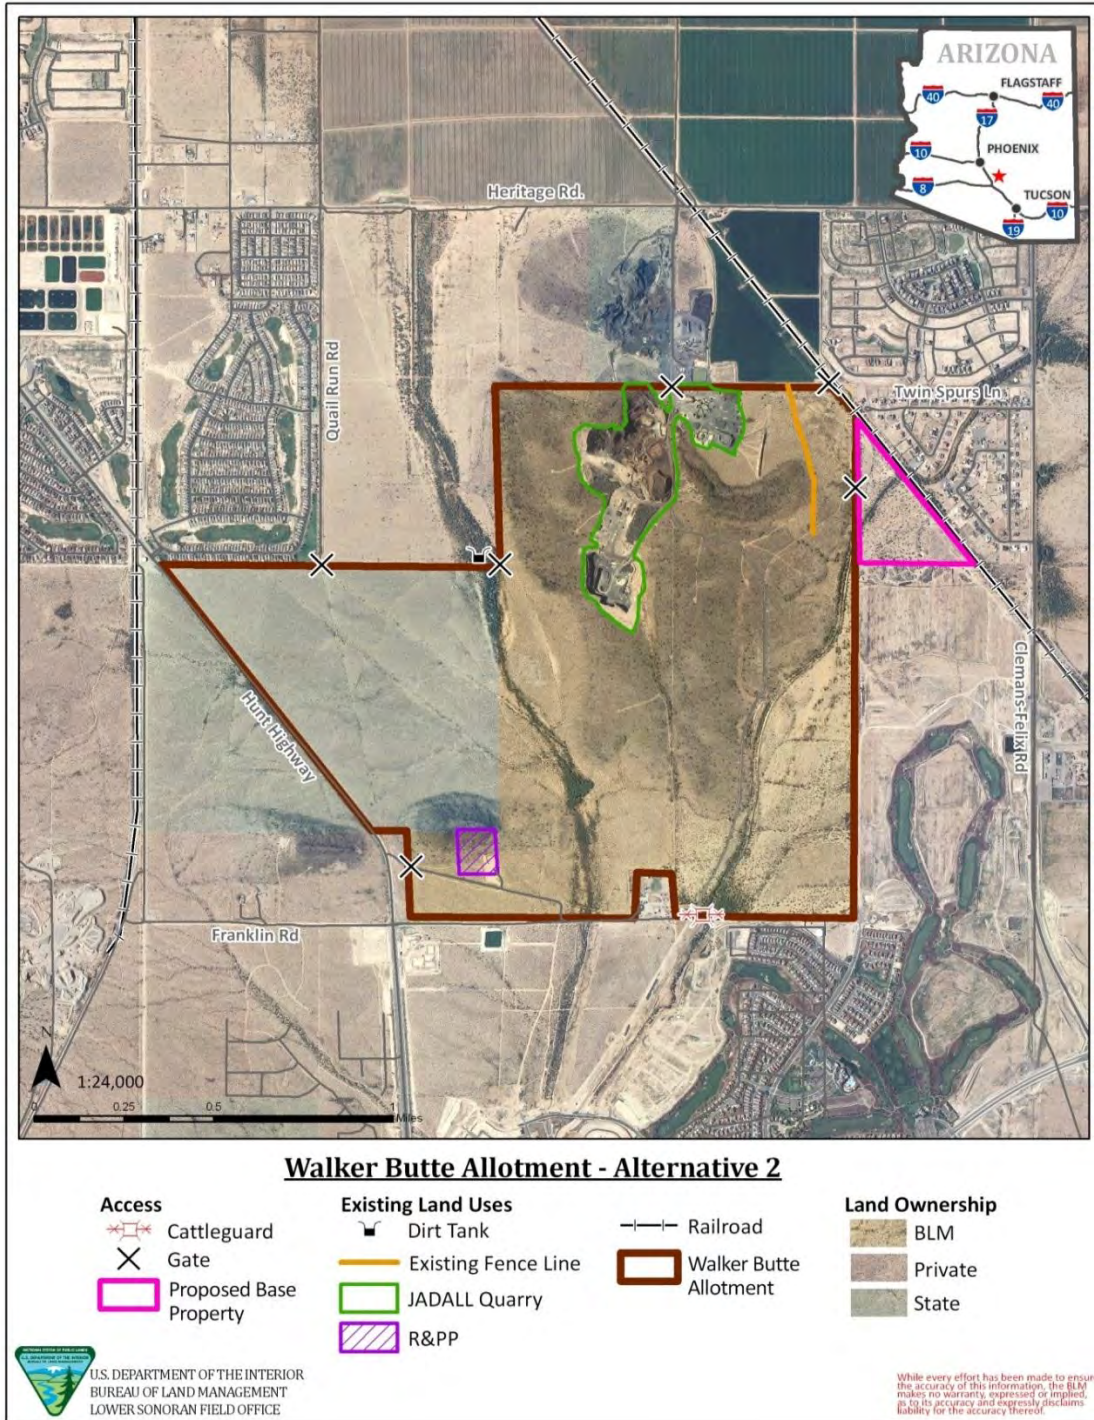 ARIZONA
FLAGSTAFF
40
40
17
PHOENIX
10
8
TUCSON
10
19
Heritage Rd.
Quail Run Rd
Twin Spurs Ln
Hunt Highway
Clemans-Felix Rd
Franklin Rd
N
1:24,000
0 0.25 0.5 1
Miles
Walker Butte Allotment - Alternative 2
Access
Cattleguard
Gate
Proposed Base
Property
Existing Land Uses
Dirt Tank
Existing Fence Line
JADALL Quarry
R&PP
Railroad
Walker Butte
Allotment
Land Ownership
BLM
Private
State
U.S. DEPARTMENT OF THE INTERIOR
BUREAU OF LAND MANAGEMENT
LOWER SONORAN FIELD OFFICE
While every effort has been made to ensure
the accuracy of this information, the BLM
makes no warranty, expressed or implied,
as to its accuracy and expressly disclaims
liability for the accuracy thereof.